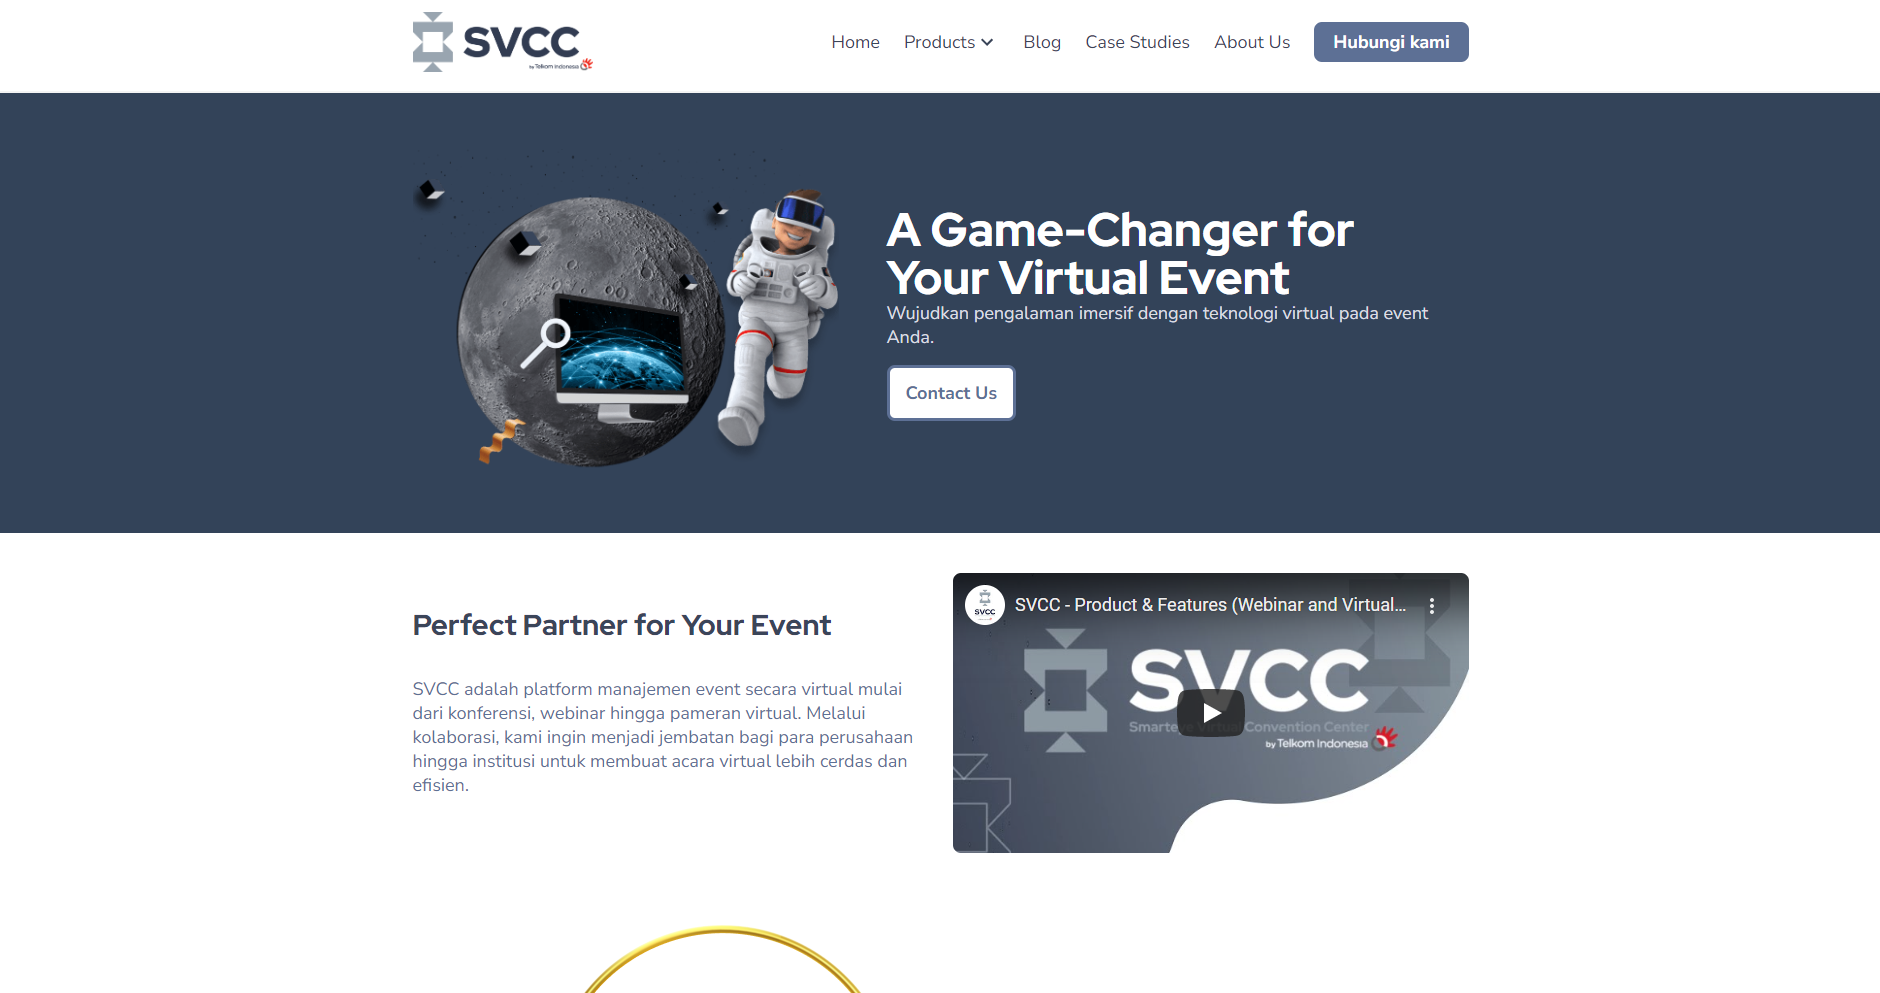 SVCC
by Telkom Indonesia
Home
Products
Blog
Case Studies
About Us
Hubungi kami
A Game-Changer for
Your Virtual Event
Wujudkan pengalaman imersif dengan teknologi virtual pada event
Anda.
Contact Us
Perfect Partner for Your Event
SVCC adalah platform manajemen event secara virtual mulai
dari konferensi, webinar hingga pameran virtual. Melalui
kolaborasi, kami ingin menjadi jembatan bagi para perusahaan
hingga institusi untuk membuat acara virtual lebih cerdas dan
efisien.
SVCC
SVCC - Product & Features (Webinar and Virtual...
SVCC
Smarteye Virtual Convention Center
by Telkom Indonesia